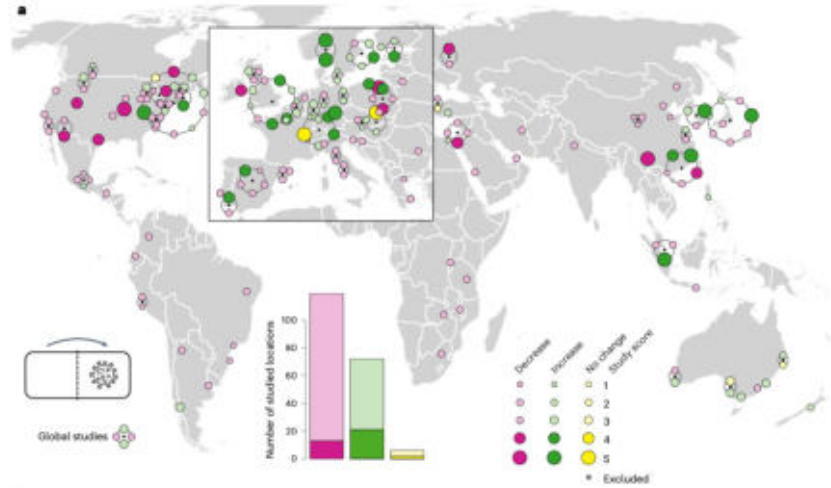 a
Number of studied locations
100
80
60
40
20
0
Decrease
Increase
No change
Study score
1
2
3
4
5
Excluded
Global studies